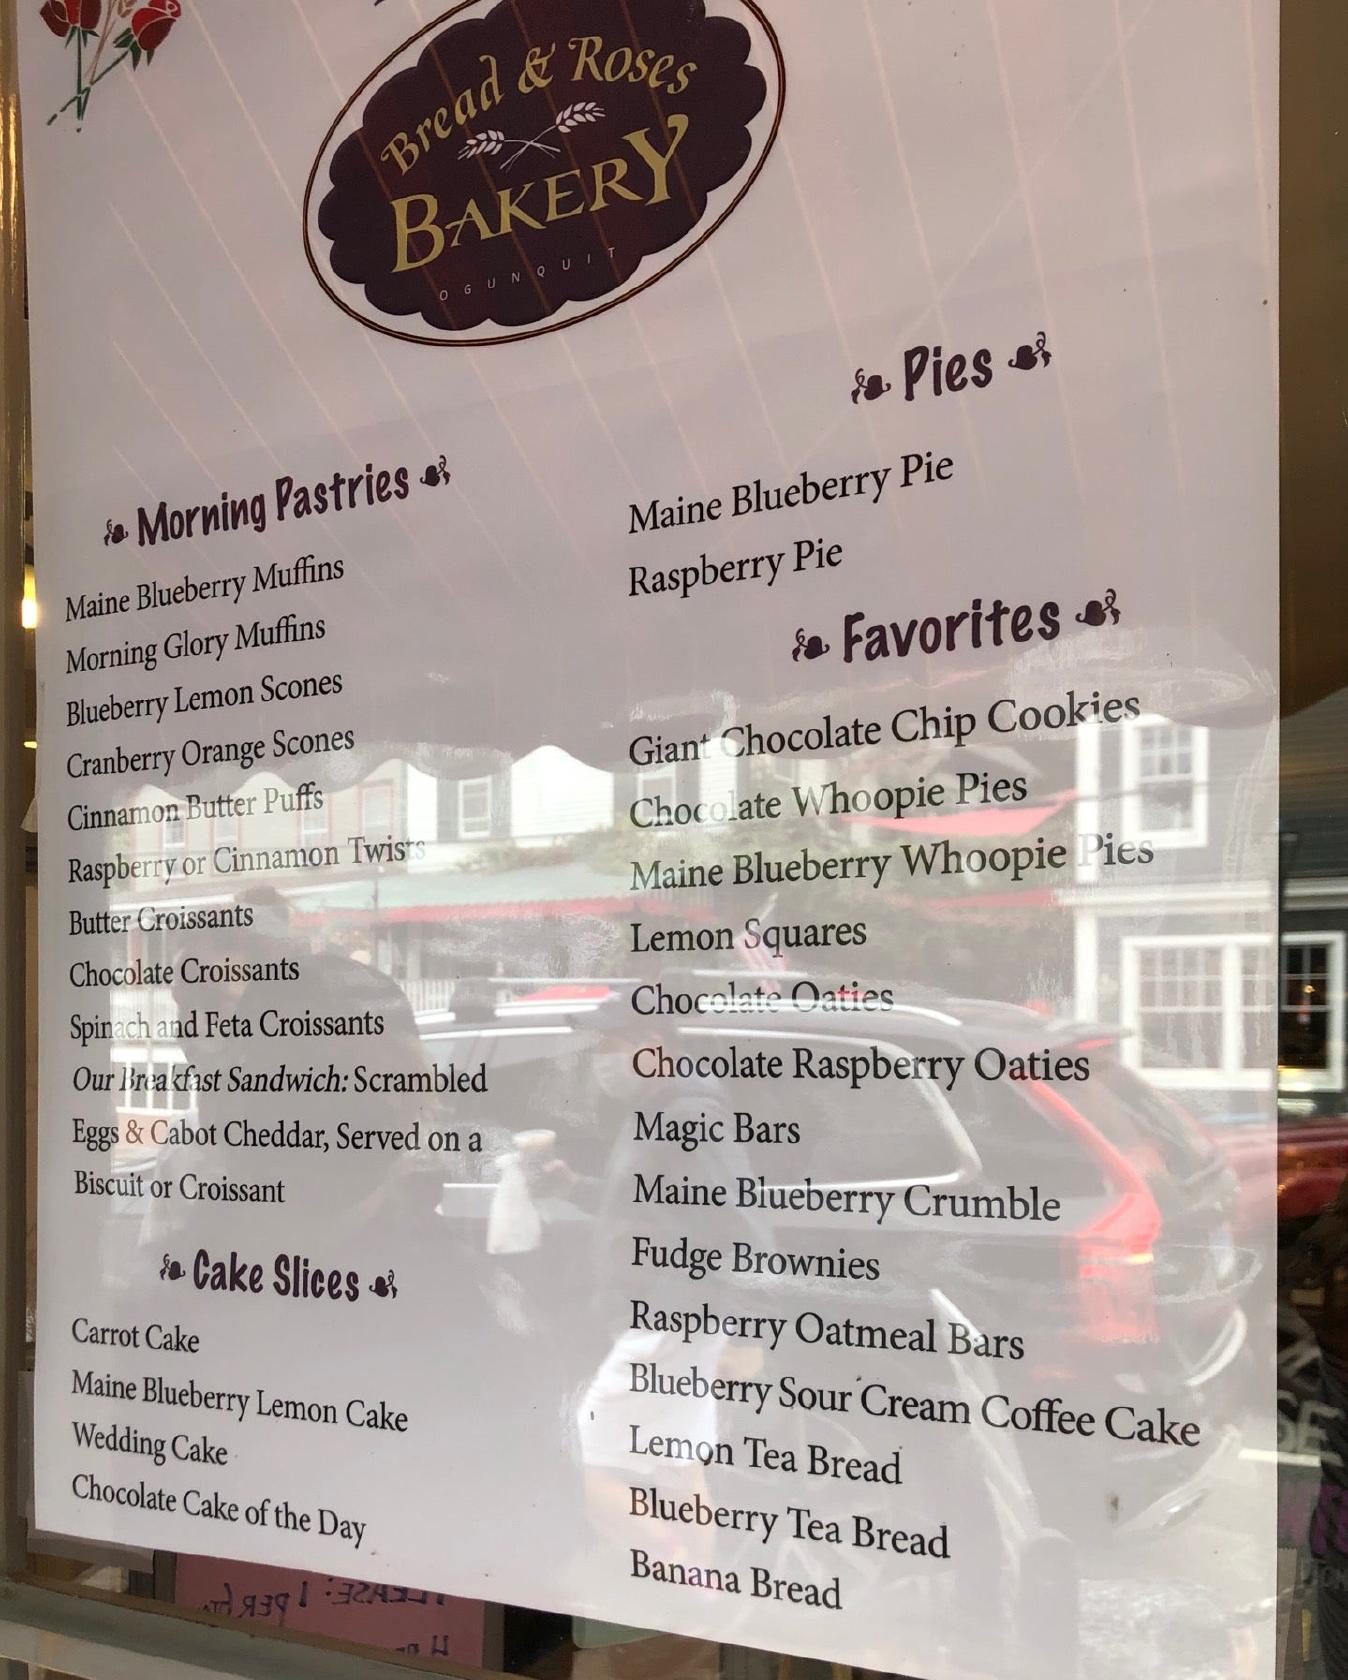 Bread & Roses
BAKERY
OGUNQUIT
Morning Pastries
Maine Blueberry Muffins
Morning Glory Muffins
Blueberry Lemon Scones
Cranberry Orange Scones
Cinnamon Butter Puffs
Raspberry or Cinnamon Twists
Butter Croissants
Chocolate Croissants
Spinach and Feta Croissants
Our Breakfast Sandwich: Scrambled
Eggs & Cabot Cheddar, Served on a
Biscuit or Croissant
Cake Slices
Carrot Cake
Maine Blueberry Lemon Cake
Wedding Cake
Chocolate Cake of the Day
Pies
Maine Blueberry Pie
Raspberry Pie
Favorites
Giant Chocolate Chip Cookies
Chocolate Whoopie Pies
Maine Blueberry Whoopie Pies
Lemon Squares
Chocolate Oaties
Chocolate Raspberry Oaties
Magic Bars
Maine Blueberry Crumble
Fudge Brownies
Raspberry Oatmeal Bars
Blueberry Sour Cream Coffee Cake
Lemon Tea Bread
Blueberry Tea Bread
Banana Bread
PLEASE: 1 PER